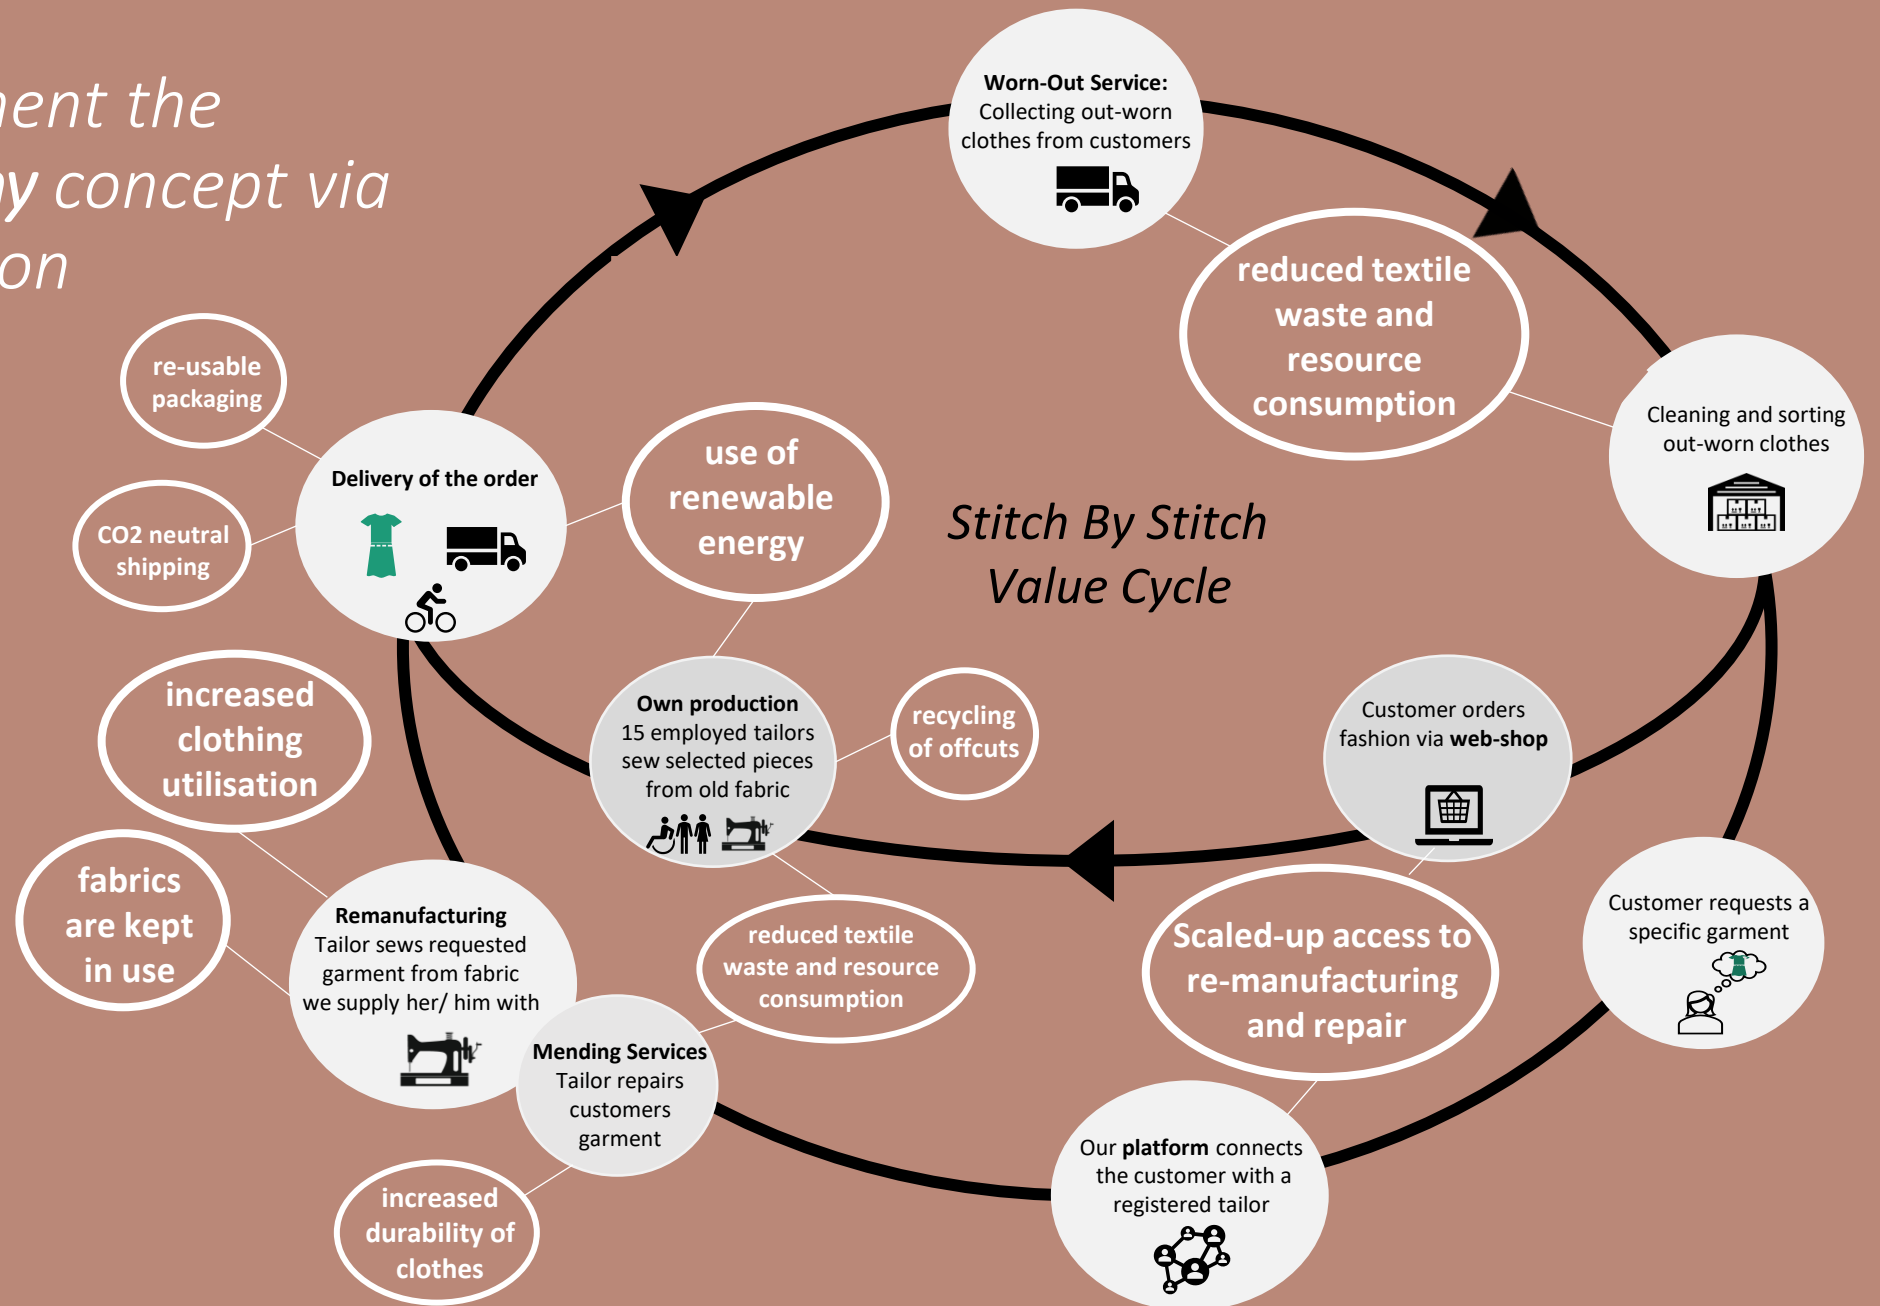 the
concept via
Worn-Out Service:
Collecting out-worn
clothes from customers
reduced textile
waste and
resource
consumption
re-usable
packaging
Cleaning and sorting
out-worn clothes
Delivery of the order
use of
renewable
energy
CO2 neutral
shipping
Stitch By Stitch
Value Cycle
increased
clothing
utilisation
Own production
15 employed tailors
sew selected pieces
from old fabric
recycling
of offcuts
Customer orders
fashion via web-shop
fabrics
are kept
in use
Remanufacturing
Tailor sews requested
garment from fabric
we supply her/ him with
reduced textile
waste and resource
consumption
Scaled-up access to
re-manufacturing
and repair
Customer requests a
specific garment
Mending Services
Tailor repairs
customers
garment
Our platform connects
the customer with a
registered tailor
increased
durability of
clothes